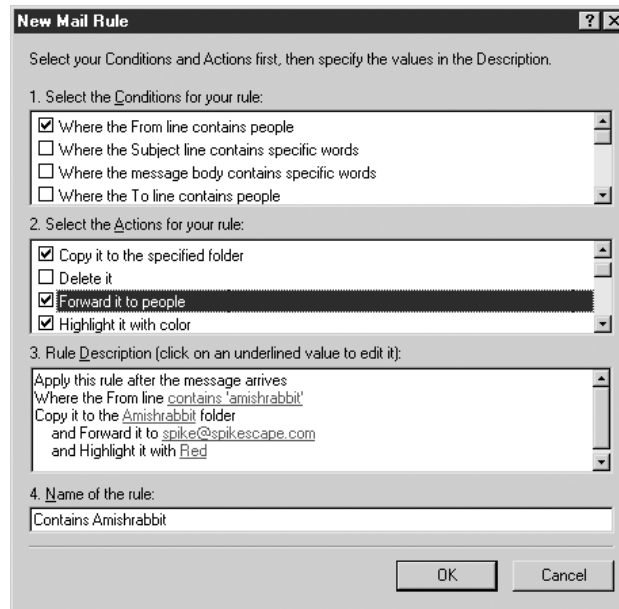 New Mail Rule
Select your Conditions and Actions first, then specify the values in the Description.
1. Select the Conditions for your rule:
Where the From line contains people
Where the Subject line contains specific words
Where the message body contains specific words
Where the To line contains people
2. Select the Actions for your rule:
Copy it to the specified folder
Delete it
Forward it to people
Highlight it with color
3. Rule Description (click on an underlined value to edit it):
Apply this rule after the message arrives
Where the From line contains 'amishrabbit'
Copy it to the Amishrabbit folder
and Forward it to spike@spikescape.com
and Highlight it with Red
4. Name of the rule:
Contains Amishrabbit
OK Cancel